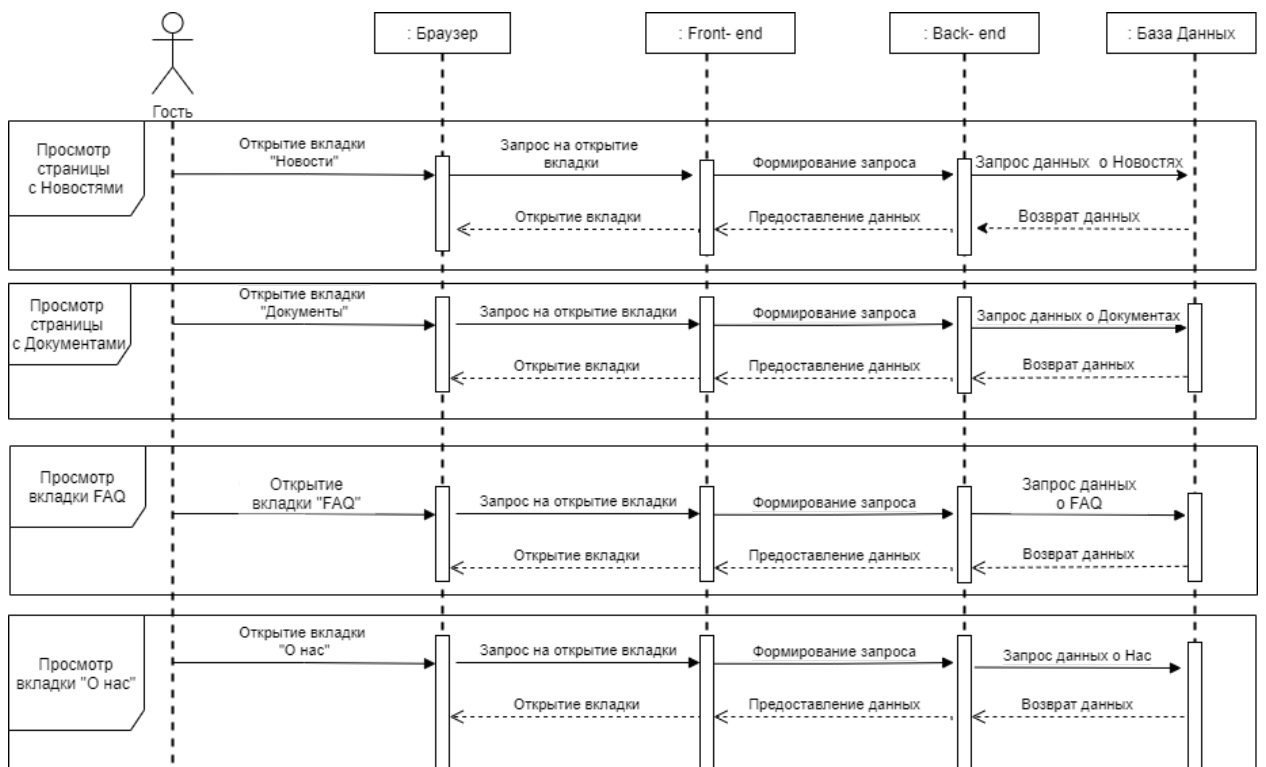 : Браузер
: Front- end
: Back- end
: База Данных
Гость
Просмотр
страницы
с Новостями
Открытие вкладки
"Новости"
Запрос на открытие
вкладки
Формирование запроса
Запрос данных о Новостях
Открытие вкладки
Предоставление данных
Возврат данных
Просмотр
страницы
с Документами
Открытие вкладки
"Документы"
Запрос на открытие вкладки
Формирование запроса
Запрос данных о Документах
Открытие вкладки
Предоставление данных
Возврат данных
Просмотр
вкладки FAQ
Открытие
вкладки "FAQ"
Запрос на открытие вкладки
Формирование запроса
Запрос данных
о FAQ
Открытие вкладки
Предоставление данных
Возврат данных
Просмотр
вкладки "О нас"
Открытие вкладки
"О нас"
Запрос на открытие вкладки
Формирование запроса
Запрос данных о Нас
Открытие вкладки
Предоставление данных
Возврат данных